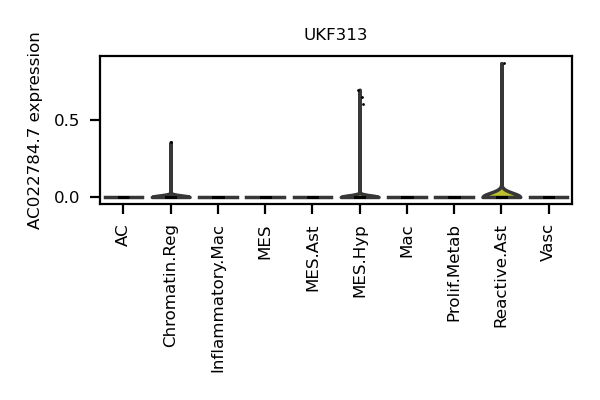 UKF313
AC022784.7 expression
0.5
0.0
AC
Chromatin.Reg
Inflammatory.Mac
MES
MES.Ast
MES.Hyp
Mac
Prolif.Metab
Reactive.Ast
Vasc